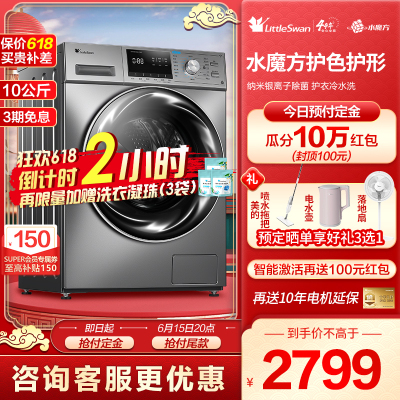 保价618
买贵补差
LittleSwan
水魔方
10公斤
3期免息
水魔方护色护形
纳米银离子除菌 护衣冷水洗
今日预付定金
瓜分10万红包
(封顶100元)
狂欢618
倒计时2小时
再限量加赠洗衣凝珠(3袋)
礼
美的喷水拖把
电水壶
落地扇
预定晒单享好礼3选1
150
SUPER会员专属券
至高补贴150
智能激活再送100元红包
再送10年电机延保
即日起
抢付定金
6月15日20点
抢付尾款
咨询客服更优惠
到手价不高于
¥2799